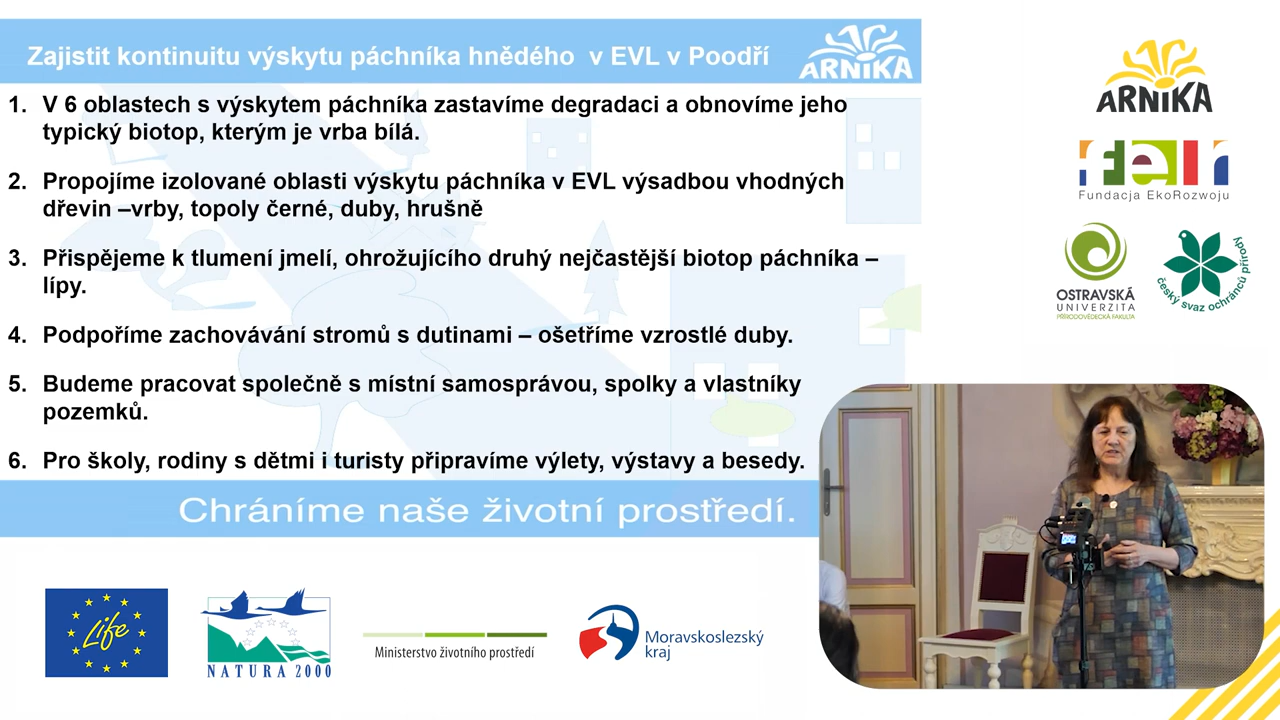 Zajistit kontinuitu výskytu páchníka hnědého v EVL v Poodří
ARNIKA
1. V 6 oblastech s výskytem páchníka zastavíme degradaci a obnovíme jeho
typický biotop, kterým je vrba bílá.
2. Propojíme izolované oblasti výskytu páchníka v EVL výsadbou vhodných
dřevin –vrby, topoly černé, duby, hrušně
3. Přispějeme k tlumení jmelí, ohrožujícího druhý nejčastější biotop páchníka –
lípy.
4. Podpoříme zachovávání stromů s dutinami – ošetříme vzrostlé duby.
5. Budeme pracovat společně s místní samosprávou, spolky a vlastníky
pozemků.
6. Pro školy, rodiny s dětmi i turisty připravíme výlety, výstavy a besedy.
Chráníme naše životní prostředí.
ARNIKA
feer
Fundacja EkoRozwoju
OSTRAVSKÁ
UNIVERZITA
PŘÍRODOVĚDECKÁ FAKULTA
český svaz ochránců přírody
Life
NATURA 2000
Ministerstvo životního prostředí
Moravskoslezský
kraj